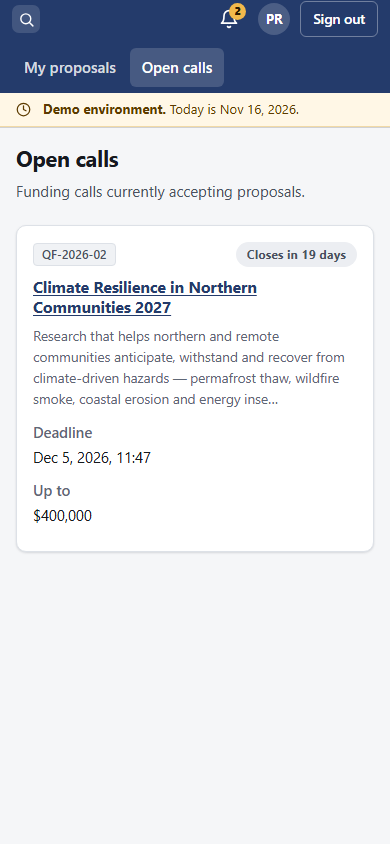 2
PR
Sign out
My proposals
Open calls
Demo environment. Today is Nov 16, 2026.
Open calls
Funding calls currently accepting proposals.
QF-2026-02
Closes in 19 days
Climate Resilience in Northern
Communities 2027
Research that helps northern and remote
communities anticipate, withstand and recover from
climate-driven hazards — permafrost thaw, wildfire
smoke, coastal erosion and energy inse...
Deadline
Dec 5, 2026, 11:47
Up to
$400,000